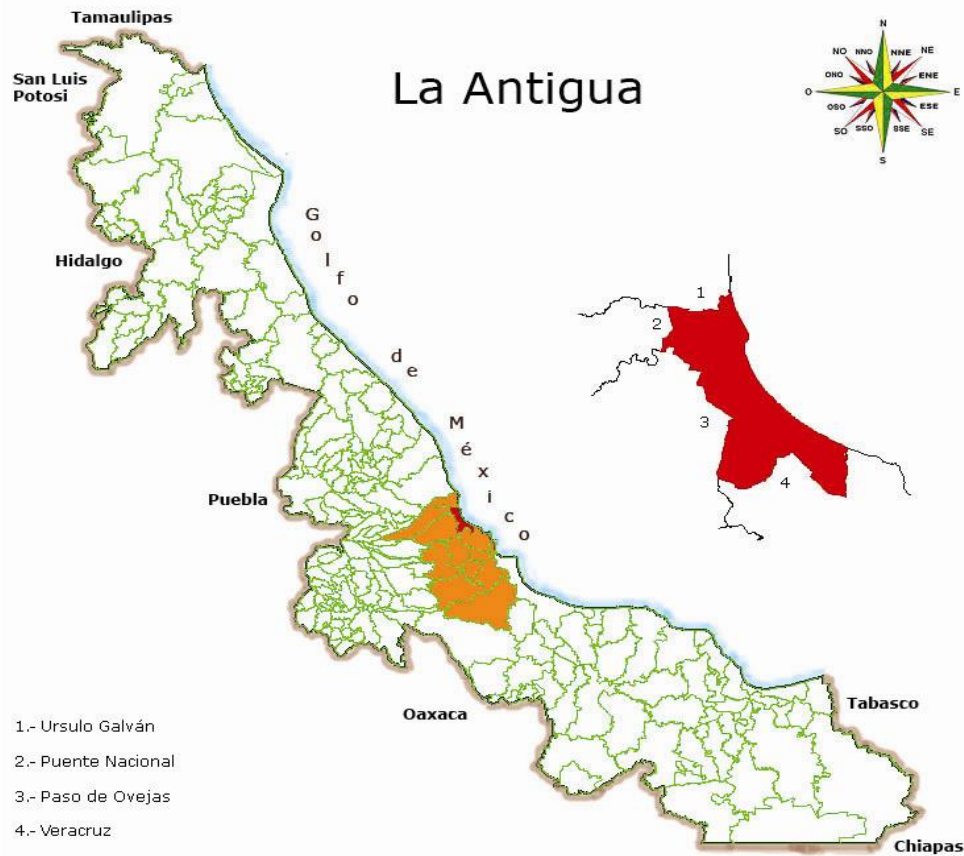 Tamaulipas
San Luis
Potosi
La Antigua
N
NNO
NNE
NO
NE
ONO
ENE
O
E
OSO
ESE
SO
SSO
SSE
SE
S
Golfo de México
Hidalgo
1
2
3
4
Puebla
Oaxaca
Tabasco
Chiapas
1.- Ursulo Galván
2.- Puente Nacional
3.- Paso de Ovejas
4.- Veracruz